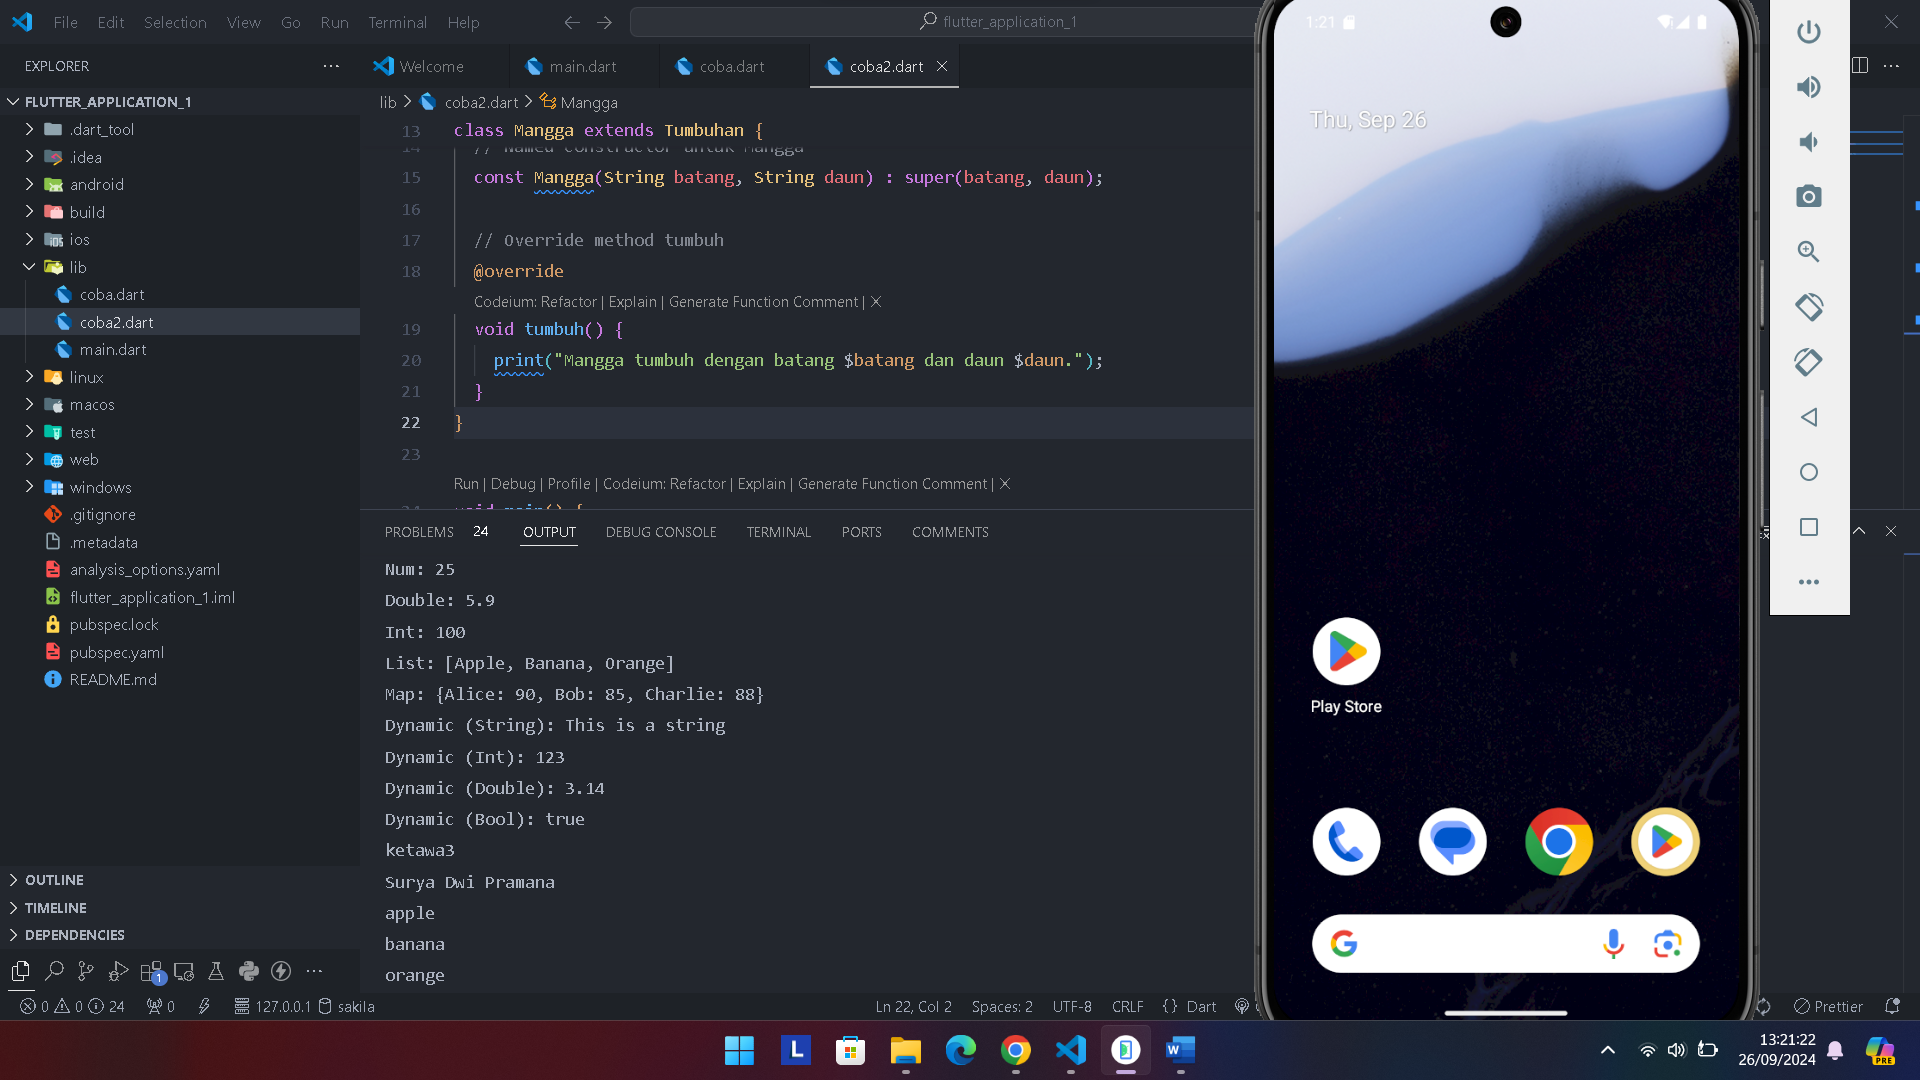 File Edit Selection View Go Run Terminal Help
flutter_application_1
EXPLORER
Welcome
main.dart
coba.dart
coba2.dart
FLUTTER_APPLICATION_1
.dart_tool
.idea
android
build
ios
lib
coba.dart
coba2.dart
main.dart
linux
macos
test
web
windows
.gitignore
.metadata
analysis_options.yaml
flutter_application_1.iml
pubspec.lock
pubspec.yaml
README.md
OUTLINE
TIMELINE
DEPENDENCIES
lib > coba2.dart > Mangga
13 class Mangga extends Tumbuhan {
14 // Named constructor untuk Mangga
15 const Mangga(String batang, String daun) : super(batang, daun);
16
17 // Override method tumbuh
18 @override
Codeium: Refactor | Explain | Generate Function Comment | X
19 void tumbuh() {
20 print("Mangga tumbuh dengan batang $batang dan daun $daun.");
21 }
22 }
23
Run | Debug | Profile | Codeium: Refactor | Explain | Generate Function Comment | X
24 void main() {
PROBLEMS 24 OUTPUT DEBUG CONSOLE TERMINAL PORTS COMMENTS
Num: 25
Double: 5.9
Int: 100
List: [Apple, Banana, Orange]
Map: {Alice: 90, Bob: 85, Charlie: 88}
Dynamic (String): This is a string
Dynamic (Int): 123
Dynamic (Double): 3.14
Dynamic (Bool): true
ketawa3
Surya Dwi Pramana
apple
banana
orange
1:21
Thu, Sep 26
Play Store
1
0 0 24 0 127.0.0.1 sakila
Ln 22, Col 2 Spaces: 2 UTF-8 CRLF {} Dart
Prettier
L
W
13:21:22
26/09/2024
PRE